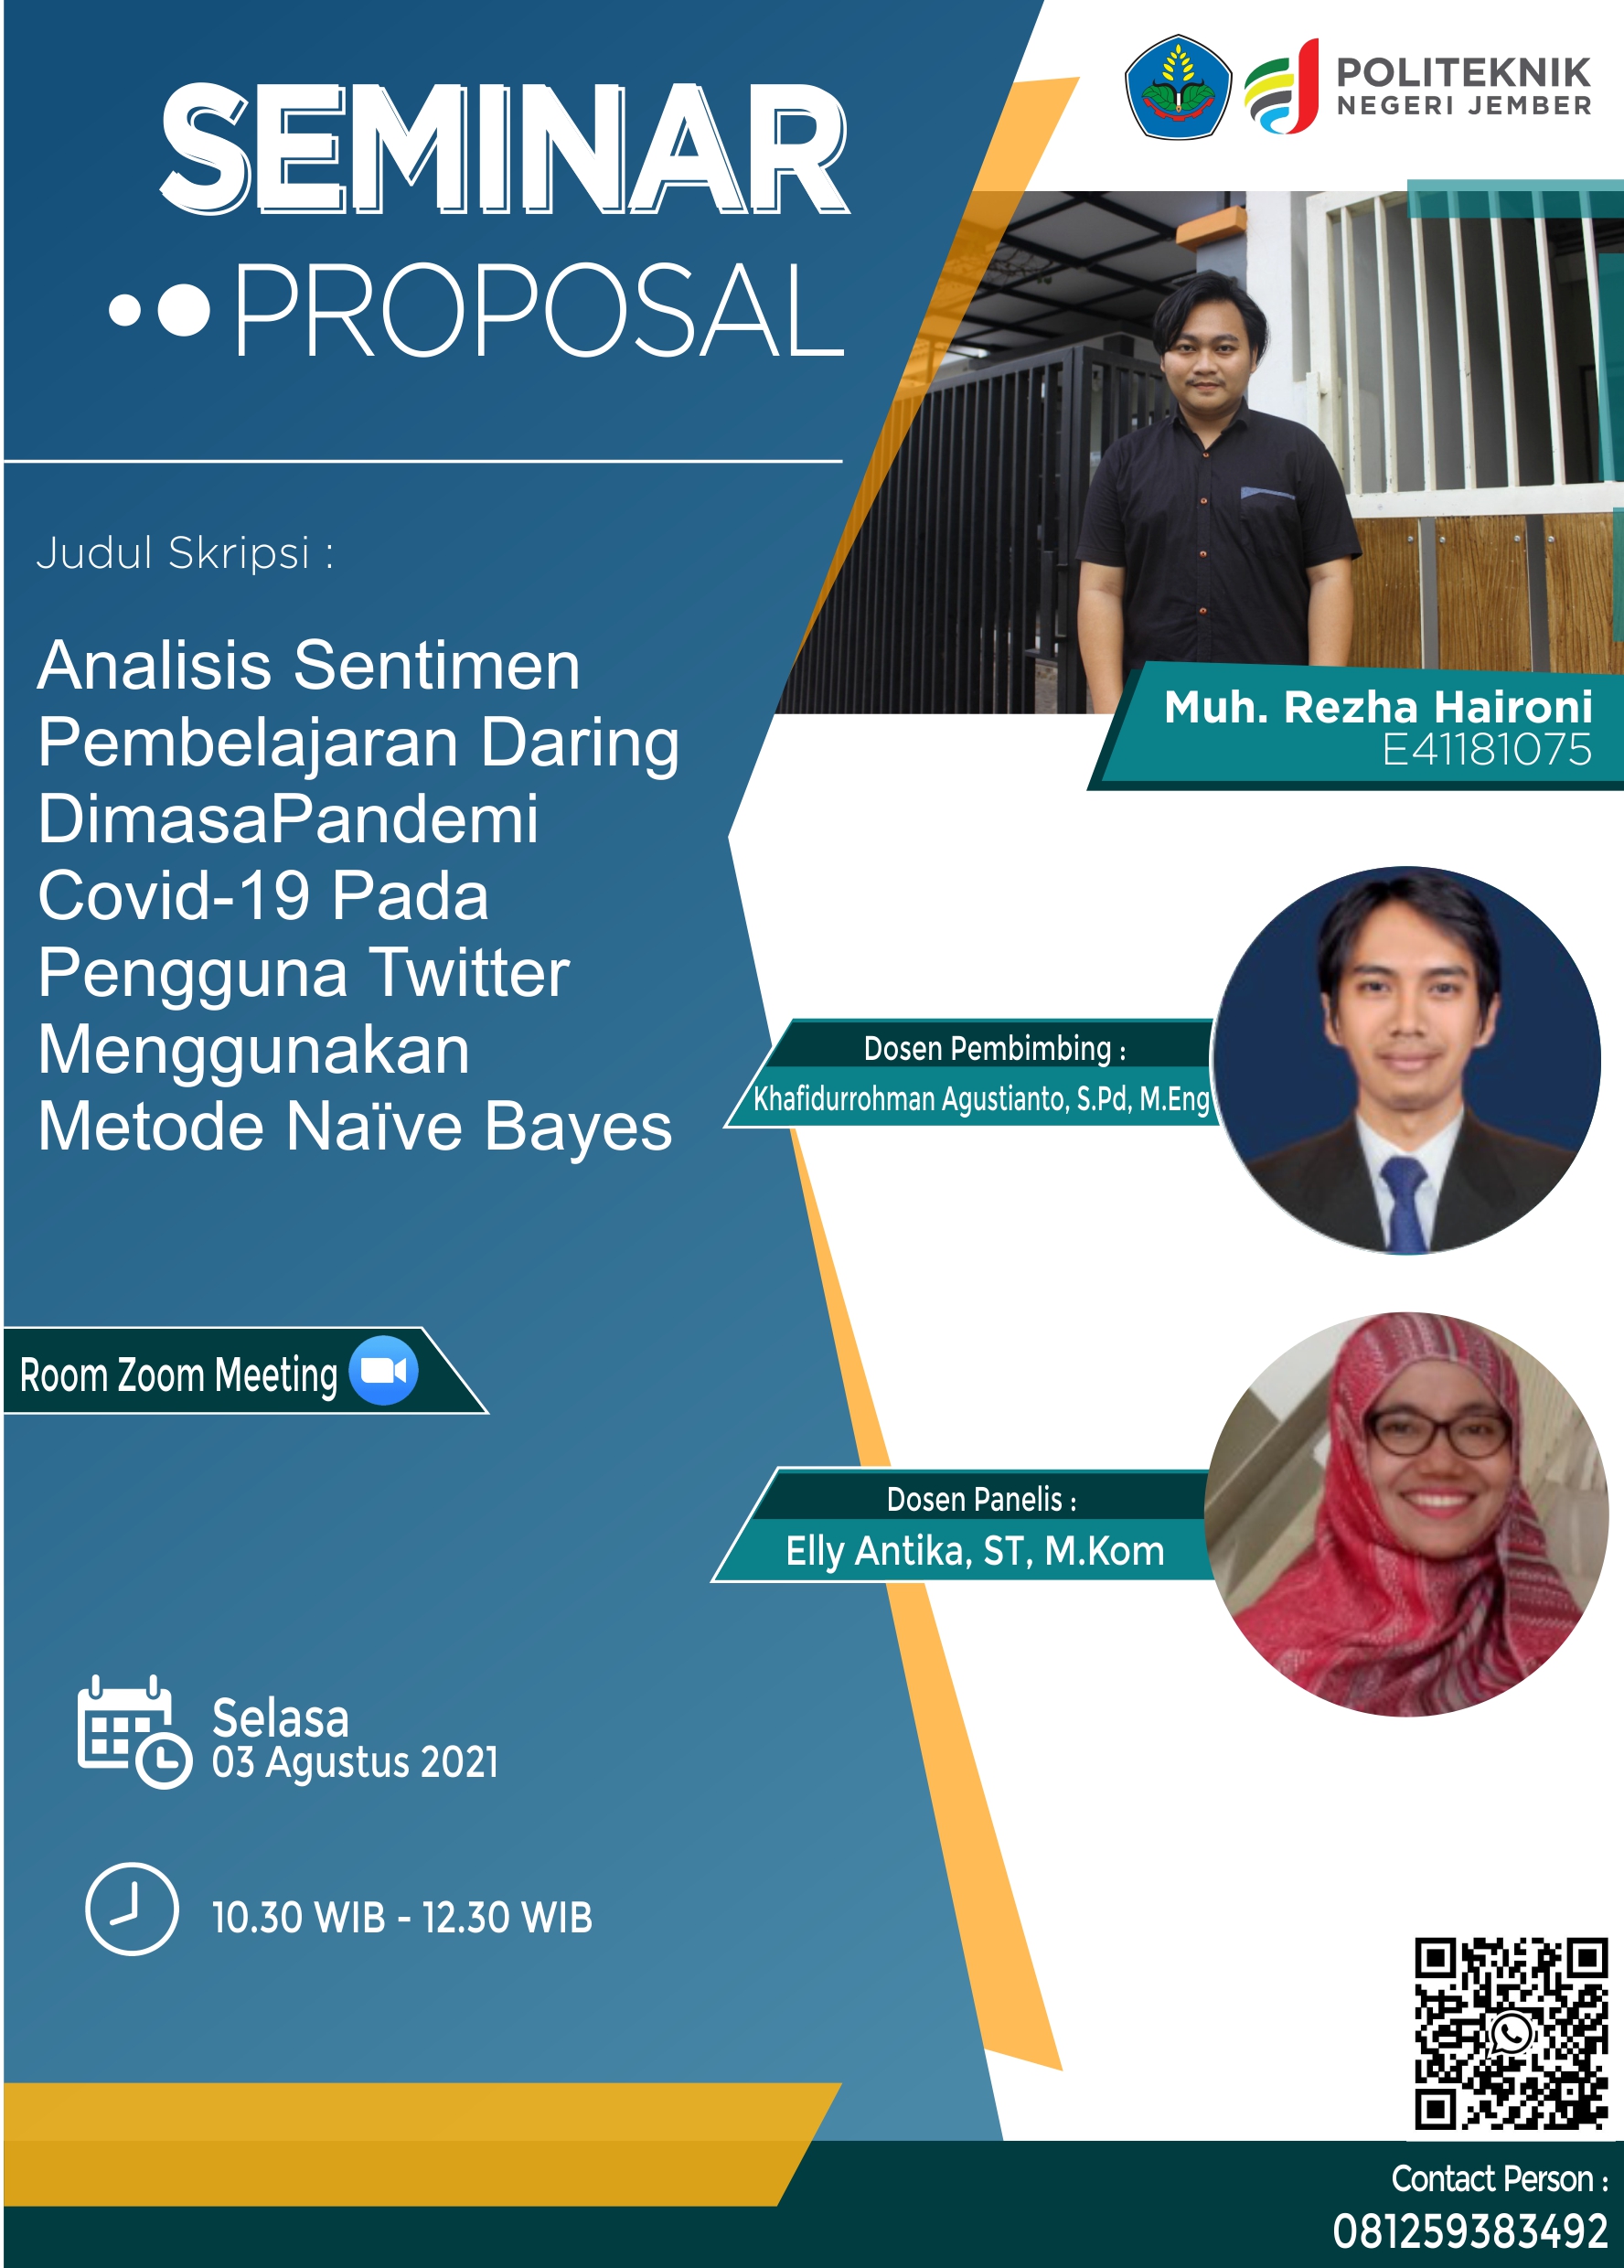 SEMINAR
PROPOSAL
POLITEKNIK
NEGERI JEMBER
Judul Skripsi :
Analisis Sentimen
Pembelajaran Daring
DimasaPandemi
Covid-19 Pada
Pengguna Twitter
Menggunakan
Metode Naïve Bayes
Muh. Rezha Haironi
E41181075
Dosen Pembimbing :
Khafidurrohman Agustianto, S.Pd, M.Eng
Room Zoom Meeting
Dosen Panelis :
Elly Antika, ST, M.Kom
Selasa
03 Agustus 2021
10.30 WIB - 12.30 WIB
Contact Person :
081259383492